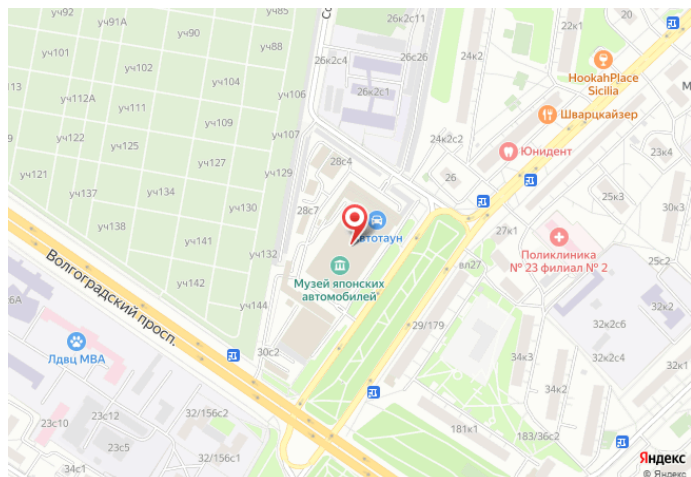 уч92
уч91А
уч90
уч85
уч88
26к2с11
22к1
20
24к2
26с26
26к2с4
26к2с1
уч101
уч102
уч104
уч106
уч112А
уч109
уч107
HookahPlace
Sicilia
Шварцкайзер
24к2с2
23к4
Юнидент
уч122
уч125
уч127
уч129
уч121
28с4
26
уч137
уч134
уч130
28с7
25к3
30к3
уч138
уч141
уч132
Автотаун
27к1
Поликлиника
№ 23 филиал № 2
25с2
вл27
Музей японских
автомобилей
уч142
уч144
Волгоградский просп.
26А
32к2
32к2с6
29/179
Лдвц МВА
30с2
34к3
32к2с1
34к2
23с10
23с12
32/156с2
181к1
183/36с2
23с5
32/156с1
34с1
Яндекс
© Яндекс